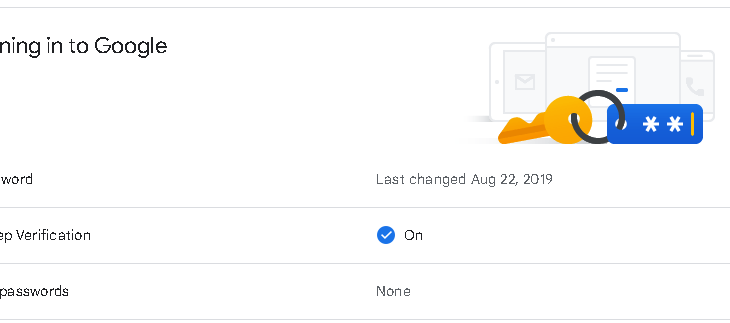 ning in to Google
**
word
Last changed Aug 22, 2019
ep Verification
On
passwords
None